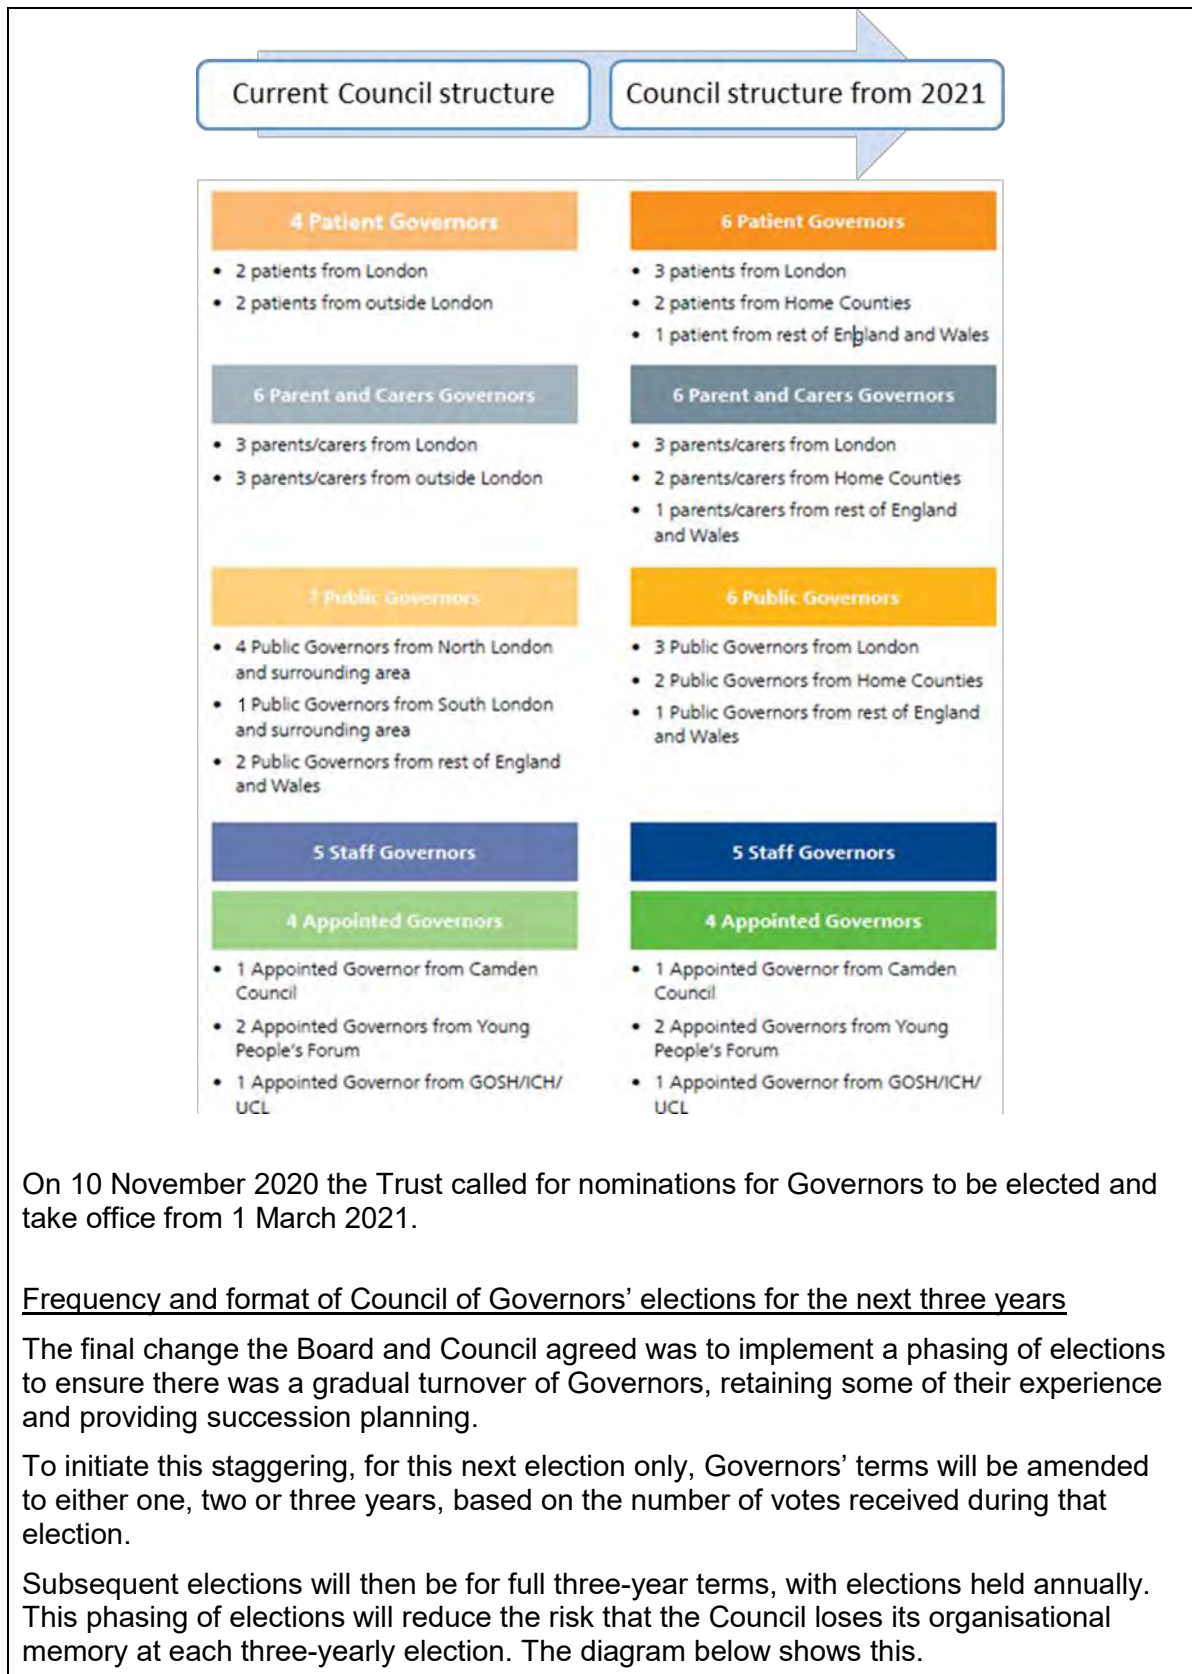 Current Council structure
Council structure from 2021
4 Patient Governors
• 2 patients from London
• 2 patients from outside London
6 Patient Governors
• 3 patients from London
• 2 patients from Home Counties
• 1 patient from rest of England and Wales
6 Parent and Carers Governors
• 3 parents/carers from London
• 3 parents/carers from outside London
6 Parent and Carers Governors
• 3 parents/carers from London
• 2 parents/carers from Home Counties
• 1 parents/carers from rest of England
and Wales
7 Public Governors
• 4 Public Governors from North London
and surrounding area
• 1 Public Governors from South London
and surrounding area
• 2 Public Governors from rest of England
and Wales
6 Public Governors
• 3 Public Governors from London
• 2 Public Governors from Home Counties
• 1 Public Governors from rest of England
and Wales
5 Staff Governors
5 Staff Governors
4 Appointed Governors
• 1 Appointed Governor from Camden
Council
• 2 Appointed Governors from Young
People's Forum
• 1 Appointed Governor from GOSH/ICH/
UCL
4 Appointed Governors
• 1 Appointed Governor from Camden
Council
• 2 Appointed Governors from Young
People's Forum
• 1 Appointed Governor from GOSH/ICH/
UCL
On 10 November 2020 the Trust called for nominations for Governors to be elected and
take office from 1 March 2021.
Frequency and format of Council of Governors’ elections for the next three years
The final change the Board and Council agreed was to implement a phasing of elections
to ensure there was a gradual turnover of Governors, retaining some of their experience
and providing succession planning.
To initiate this staggering, for this next election only, Governors’ terms will be amended
to either one, two or three years, based on the number of votes received during that
election.
Subsequent elections will then be for full three-year terms, with elections held annually.
This phasing of elections will reduce the risk that the Council loses its organisational
memory at each three-yearly election. The diagram below shows this.